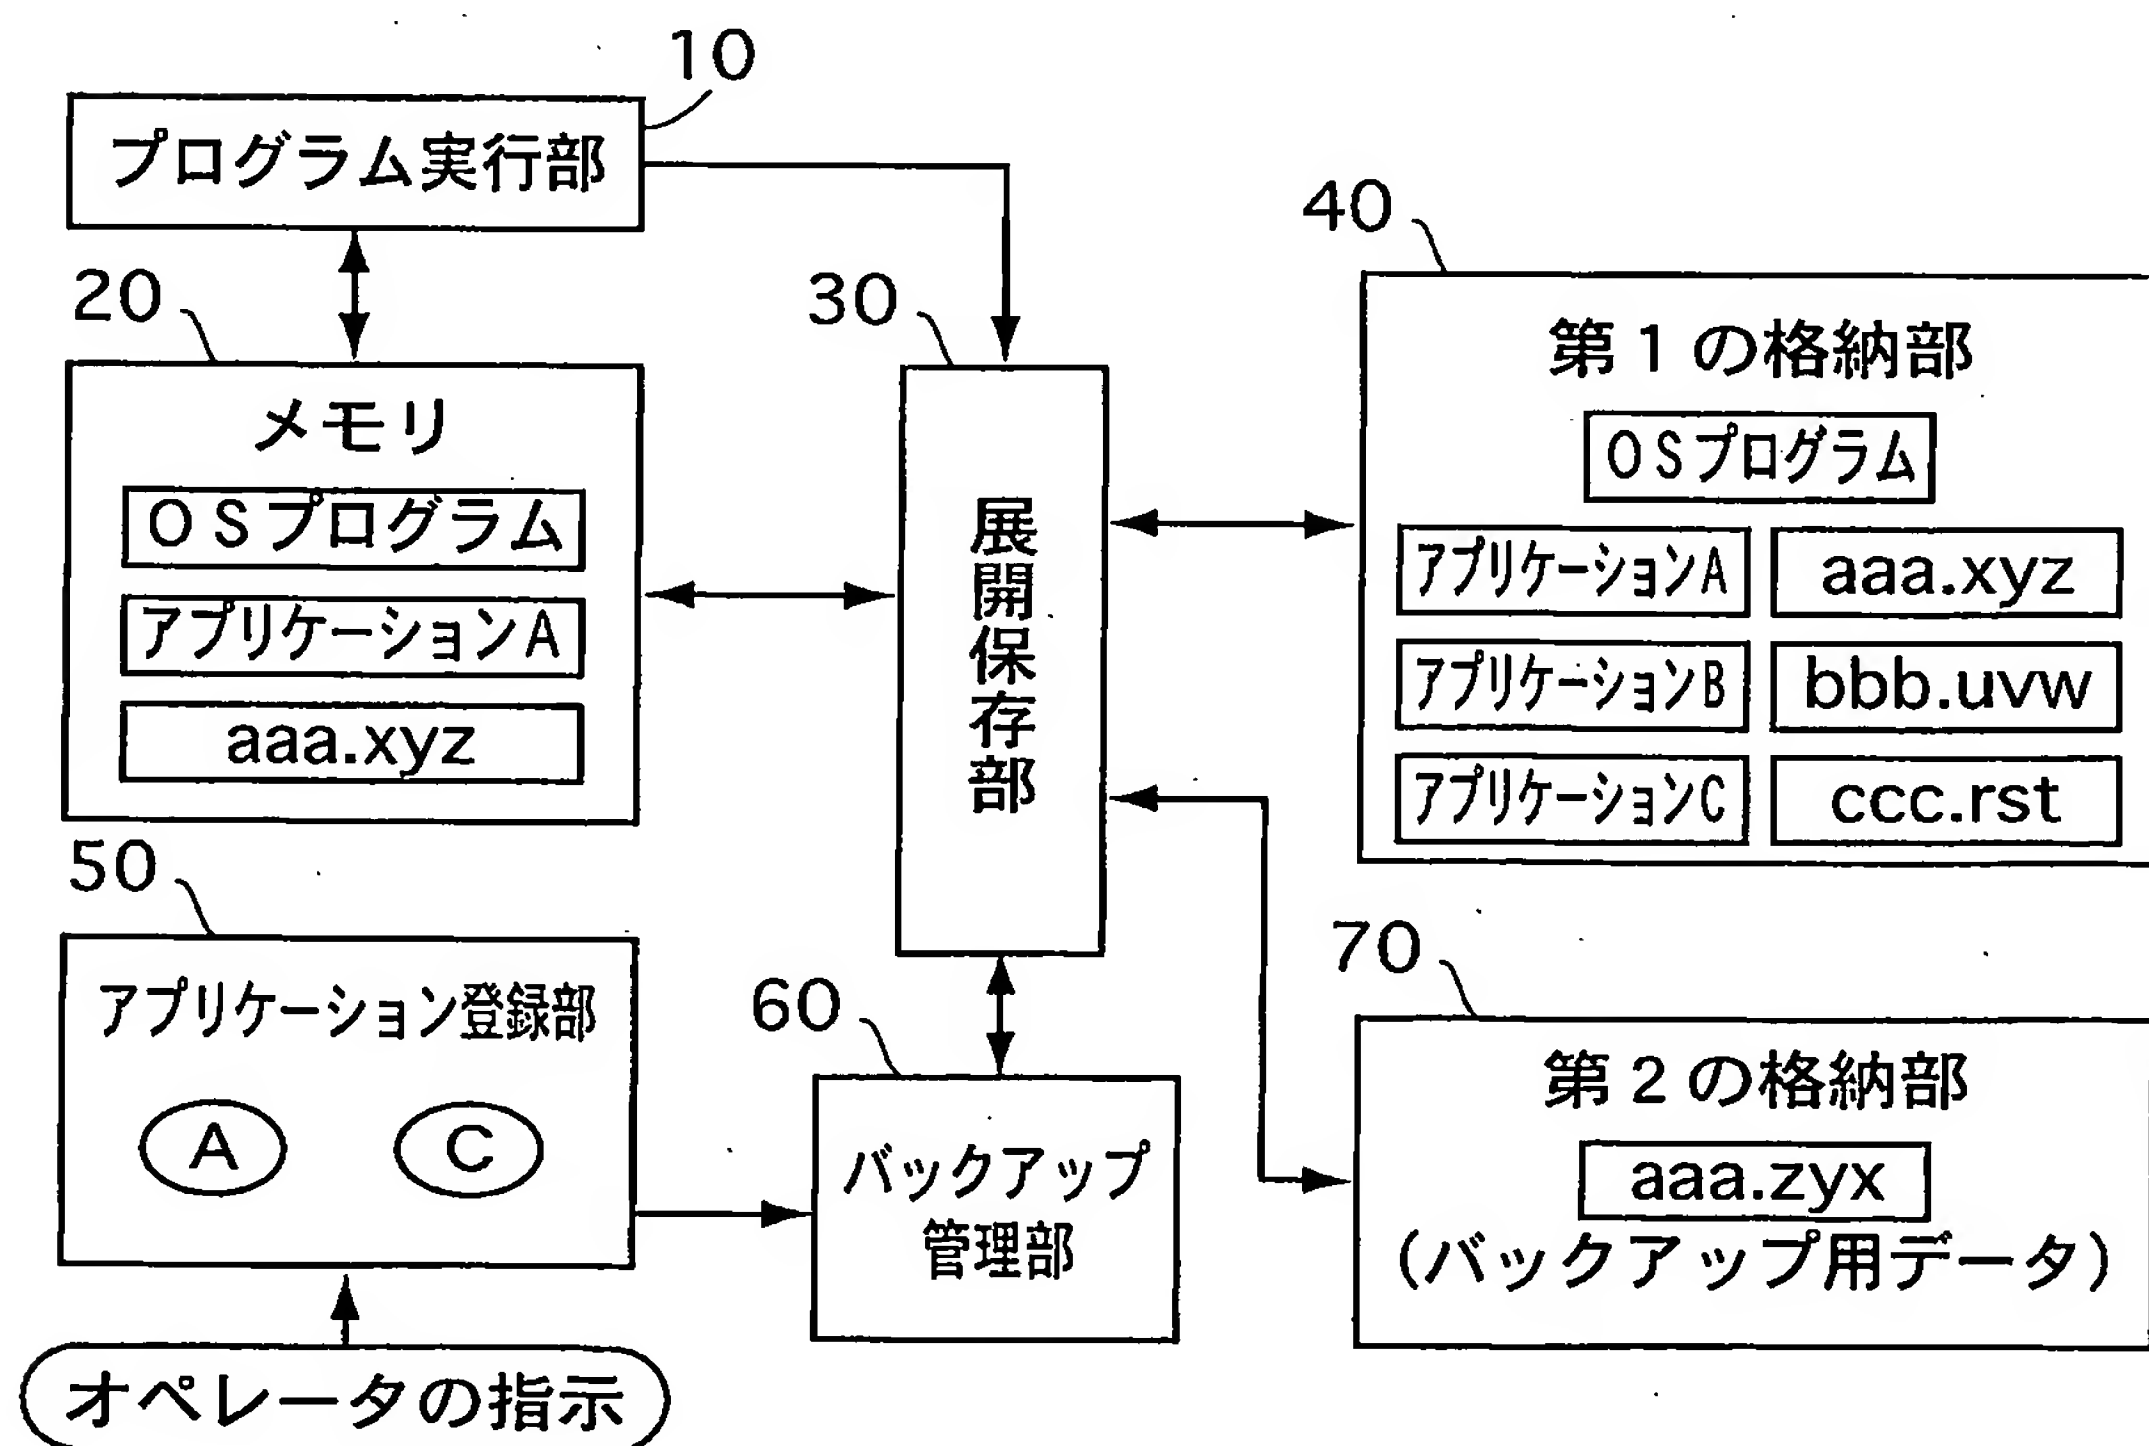 10
プログラム実行部
20
メモリ
OSプログラム
アプリケーションA
aaa.xyz
30
展開保存部
40
第1の格納部
OSプログラム
アプリケーションA
aaa.xyz
アプリケーションB
bbb.uvw
アプリケーションC
ccc.rst
50
アプリケーション登録部
A
C
オペレータの指示
60
バックアップ
管理部
70
第2の格納部
aaa.zyx
(バックアップ用データ)